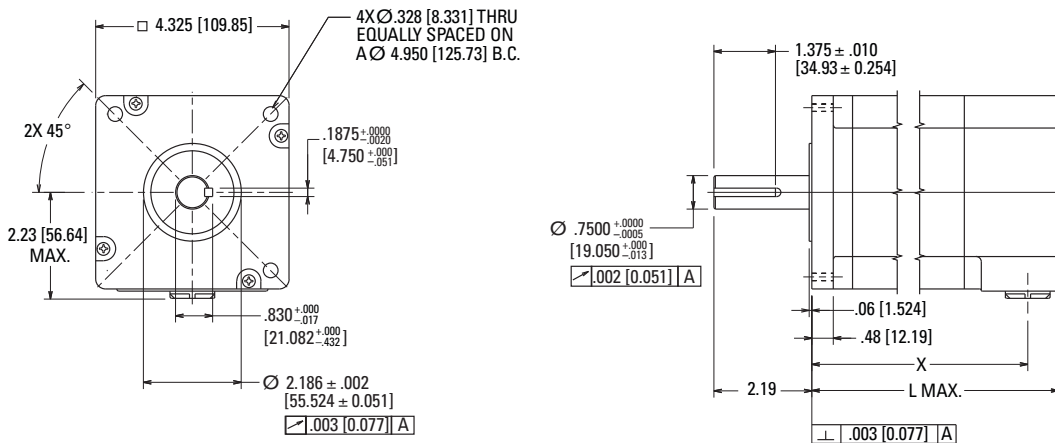 □ 4.325 [109.85]
4X Ø .328 [8.331] THRU
EQUALLY SPACED ON
A Ø 4.950 [125.73] B.C.
2X 45°
.1875 +.0000 -.0020
[4.750 +.000 -.051]
2.23 [56.64]
MAX.
.830 +.000 -.017
[21.082 +.000 -.432]
Ø 2.186 ± .002
[55.524 ± 0.051]
↗ .003 [0.077] A
1.375 ± .010
[34.93 ± 0.254]
Ø .7500 +.0000 -.0005
[19.050 +.000 -.013]
↗ .002 [0.051] A
.06 [1.524]
.48 [12.19]
X
2.19
L MAX.
⊥ .003 [0.077] A